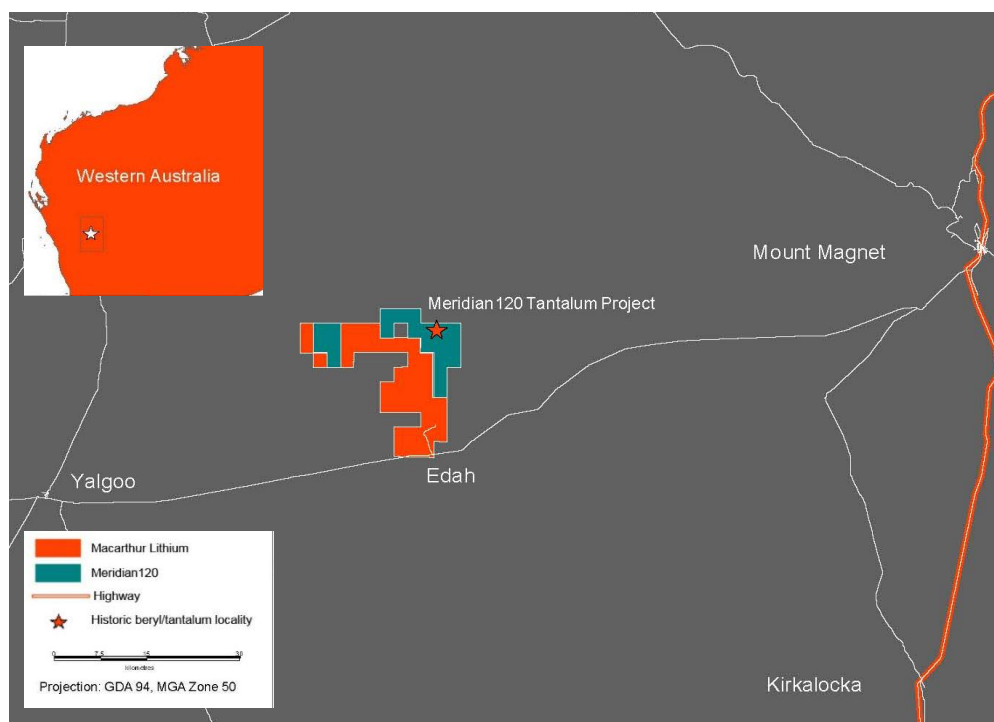 Western Australia
Mount Magnet
Meridian120 Tantalum Project
Yalgoo
Edah
Macarthur Lithium
Meridian120
Highway
Historic beryl/tantalum locality
0 7.5 15 30
kilometres
Projection: GDA 94, MGA Zone 50
Kirkalocka